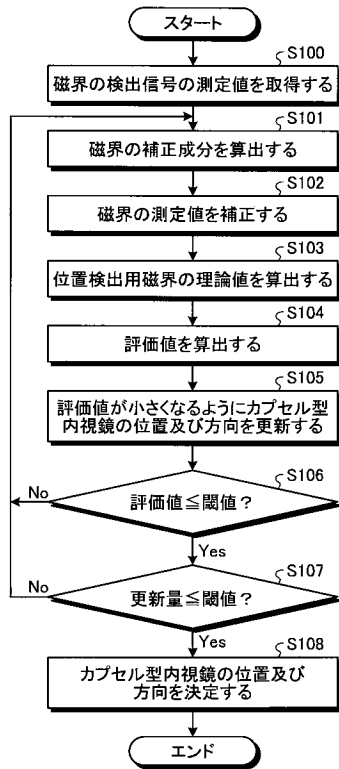 スタート
S100
磁界の検出信号の測定値を取得する
S101
磁界の補正成分を算出する
S102
磁界の測定値を補正する
S103
位置検出用磁界の理論値を算出する
S104
評価値を算出する
S105
評価値が小さくなるようにカプセル型
内視鏡の位置及び方向を更新する
S106
No
評価値≦閾値？
Yes
S107
No
更新量≦閾値？
Yes
S108
カプセル型内視鏡の位置及び
方向を決定する
エンド